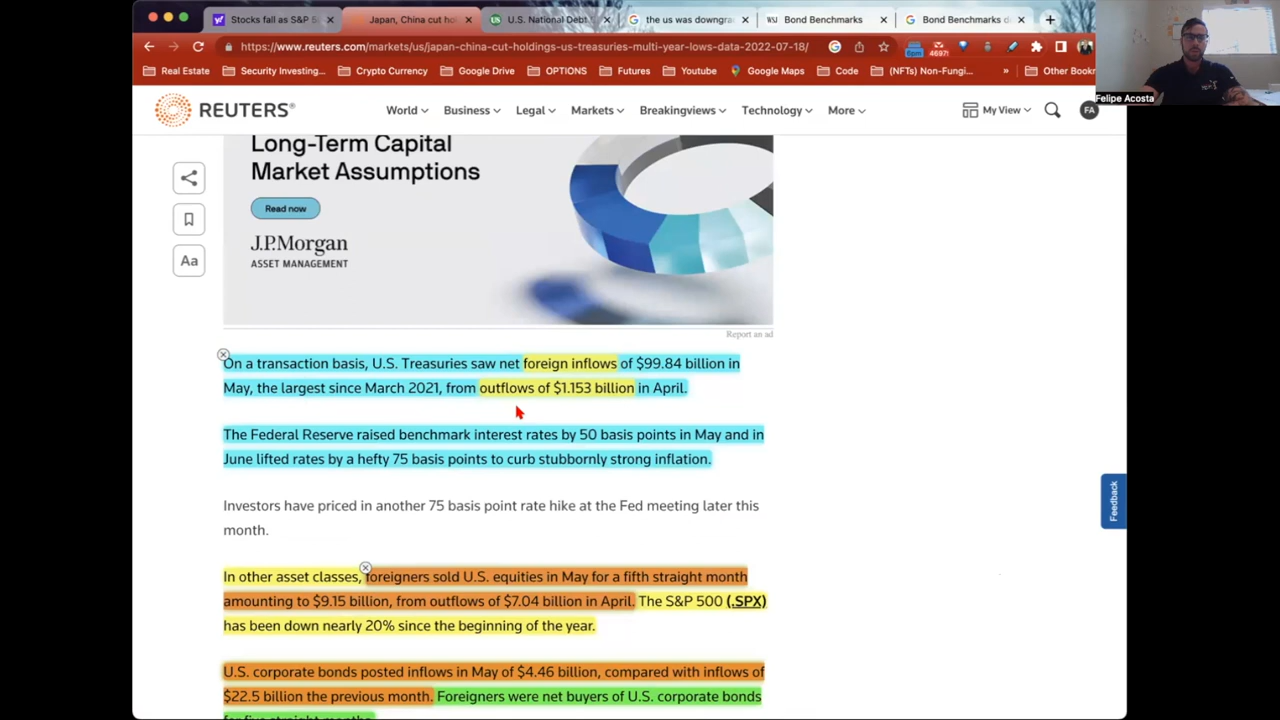 Stocks fall as S&P 5
Japan, China cut hol
U.S. National Debt
the us was downgra
WSJ Bond Benchmarks
Bond Benchmarks d
https://www.reuters.com/markets/us/japan-china-cut-holdings-us-treasuries-multi-year-lows-data-2022-07-18/
6pm
4697!
Real Estate
Security Investing...
Crypto Currency
Google Drive
OPTIONS
Futures
Youtube
Google Maps
Code
(NFTs) Non-Fungi...
»
Other Bookm
Felipe Acosta
REUTERS®
World
Business
Legal
Markets
Breakingviews
Technology
More
My View
FA
Long-Term Capital
Market Assumptions
Read now
J.P.Morgan
ASSET MANAGEMENT
Report an ad
Aa
On a transaction basis, U.S. Treasuries saw net foreign inflows of $99.84 billion in
May, the largest since March 2021, from outflows of $1.153 billion in April.
The Federal Reserve raised benchmark interest rates by 50 basis points in May and in
June lifted rates by a hefty 75 basis points to curb stubbornly strong inflation.
Feedback
Investors have priced in another 75 basis point rate hike at the Fed meeting later this
month.
In other asset classes, foreigners sold U.S. equities in May for a fifth straight month
amounting to $9.15 billion, from outflows of $7.04 billion in April. The S&P 500 (.SPX)
has been down nearly 20% since the beginning of the year.
U.S. corporate bonds posted inflows in May of $4.46 billion, compared with inflows of
$22.5 billion the previous month. Foreigners were net buyers of U.S. corporate bonds
for five straight months.